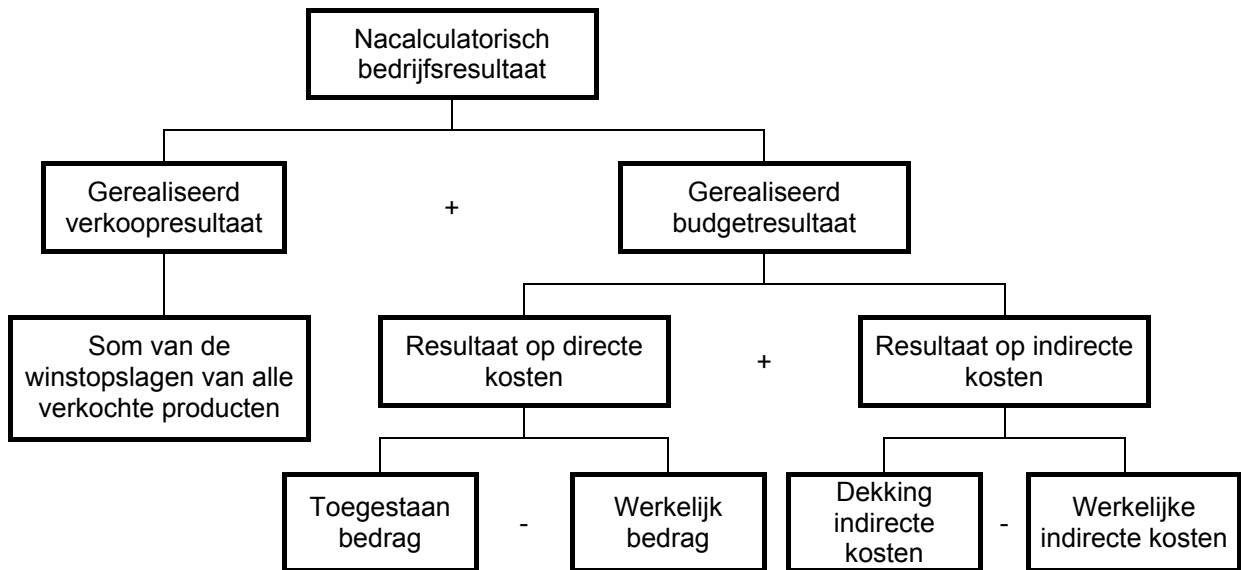 Nacalculatorisch
bedrijfsresultaat
Gerealiseerd
verkoopresultaat
+
Gerealiseerd
budgetresultaat
Som van de
winstopslagen van alle
verkochte producten
Resultaat op directe
kosten
+
Resultaat op indirecte
kosten
Toegestaan
bedrag
-
Werkelijk
bedrag
Dekking
indirecte
kosten
-
Werkelijke
indirecte kosten